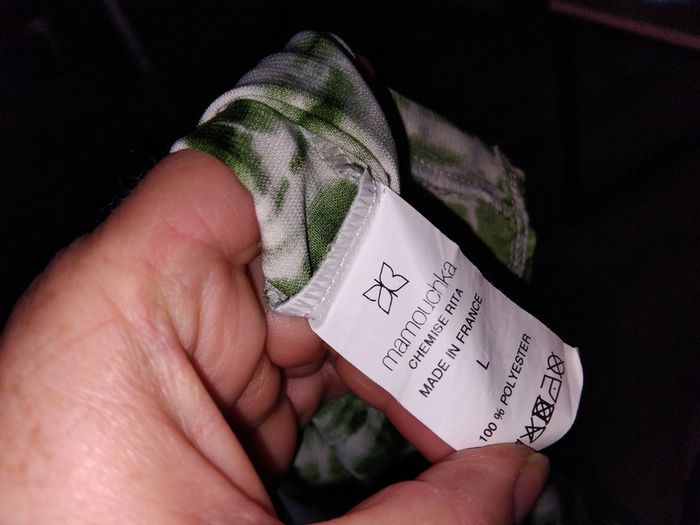 mamouchka
CHEMISE RITA
MADE IN FRANCE
L
100 % POLYESTER